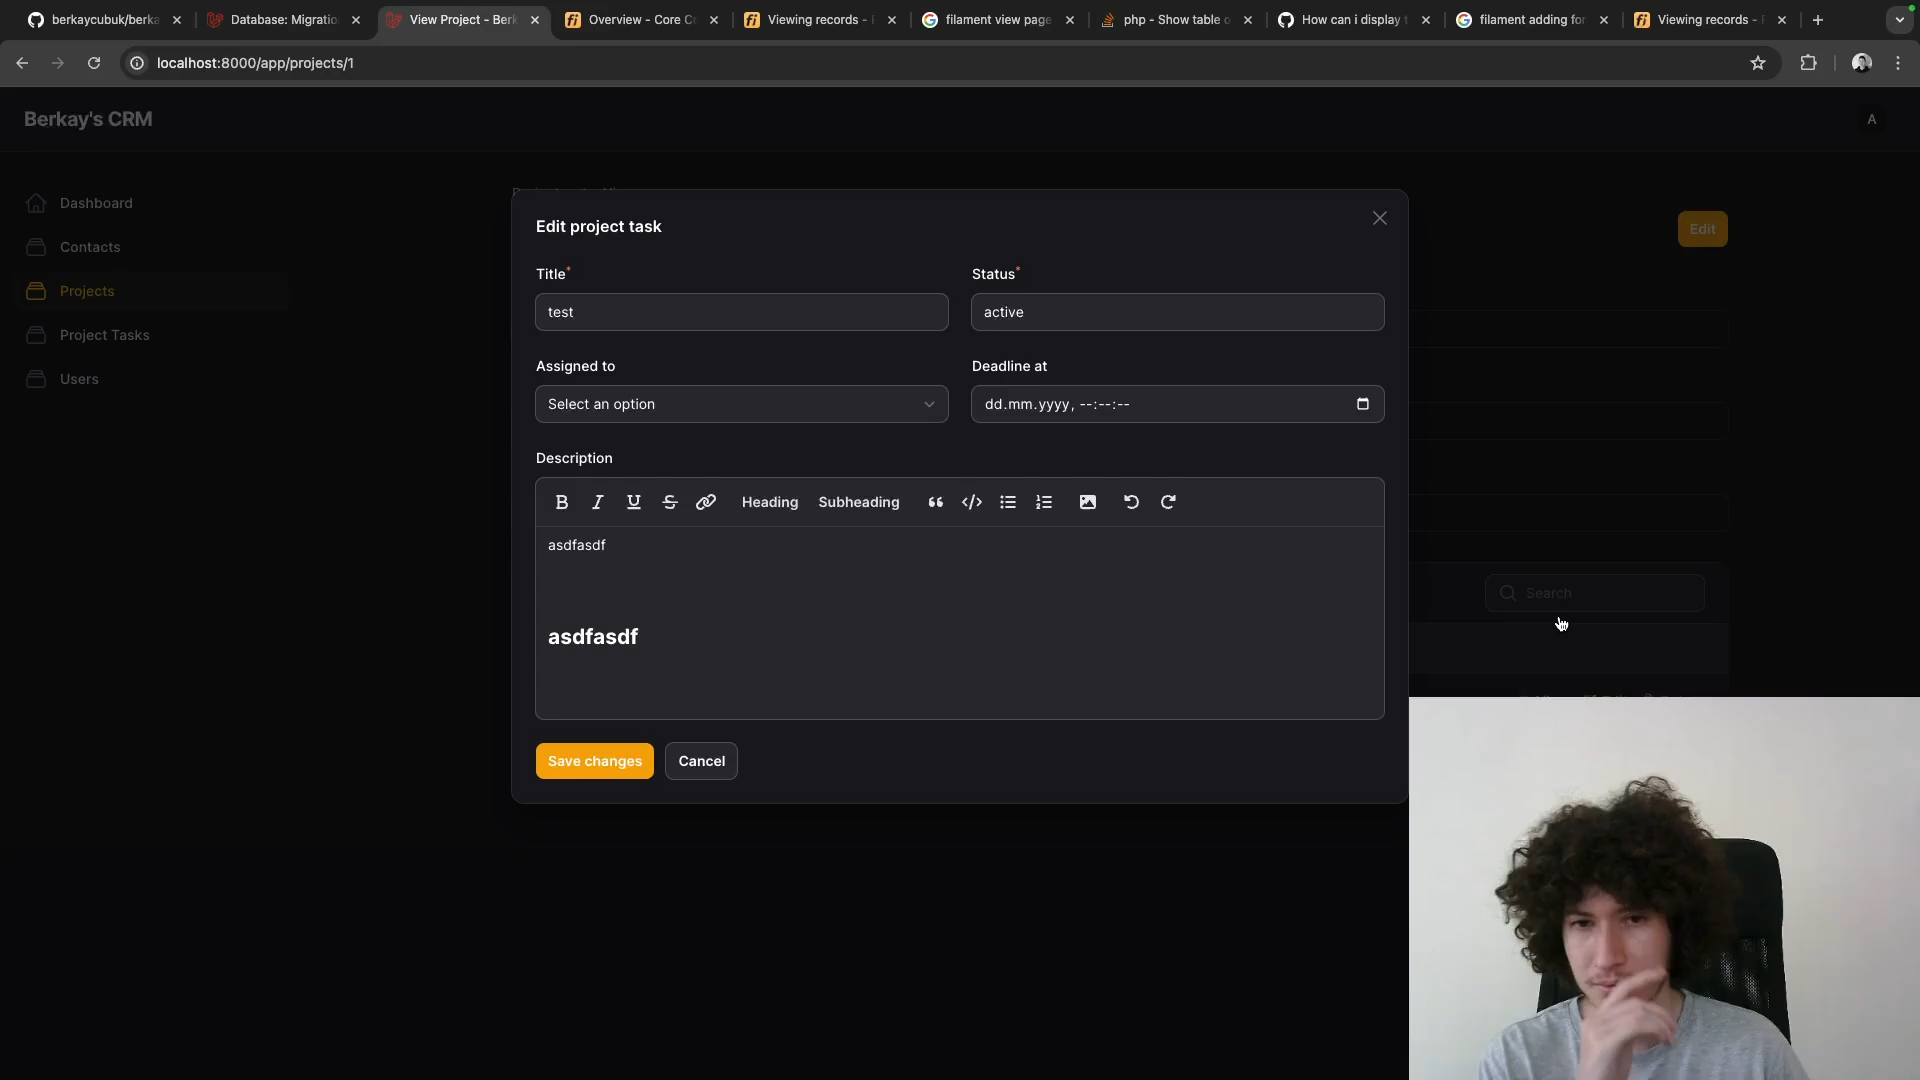 berkaycubuk/berka
Database: Migratio
View Project - Berk
Overview - Core Co
Viewing records - F
filament view page
php - Show table o
How can i display t
filament adding for
Viewing records - F
localhost:8000/app/projects/1
Berkay's CRM
A
Dashboard
Contacts
Projects
Project Tasks
Users
Edit
Edit project task
Title*
Status*
test
active
Assigned to
Deadline at
Select an option
dd.mm.yyyy, --:--:--
Description
Heading
Subheading
asdfasdf
Search
asdfasdf
Save changes
Cancel